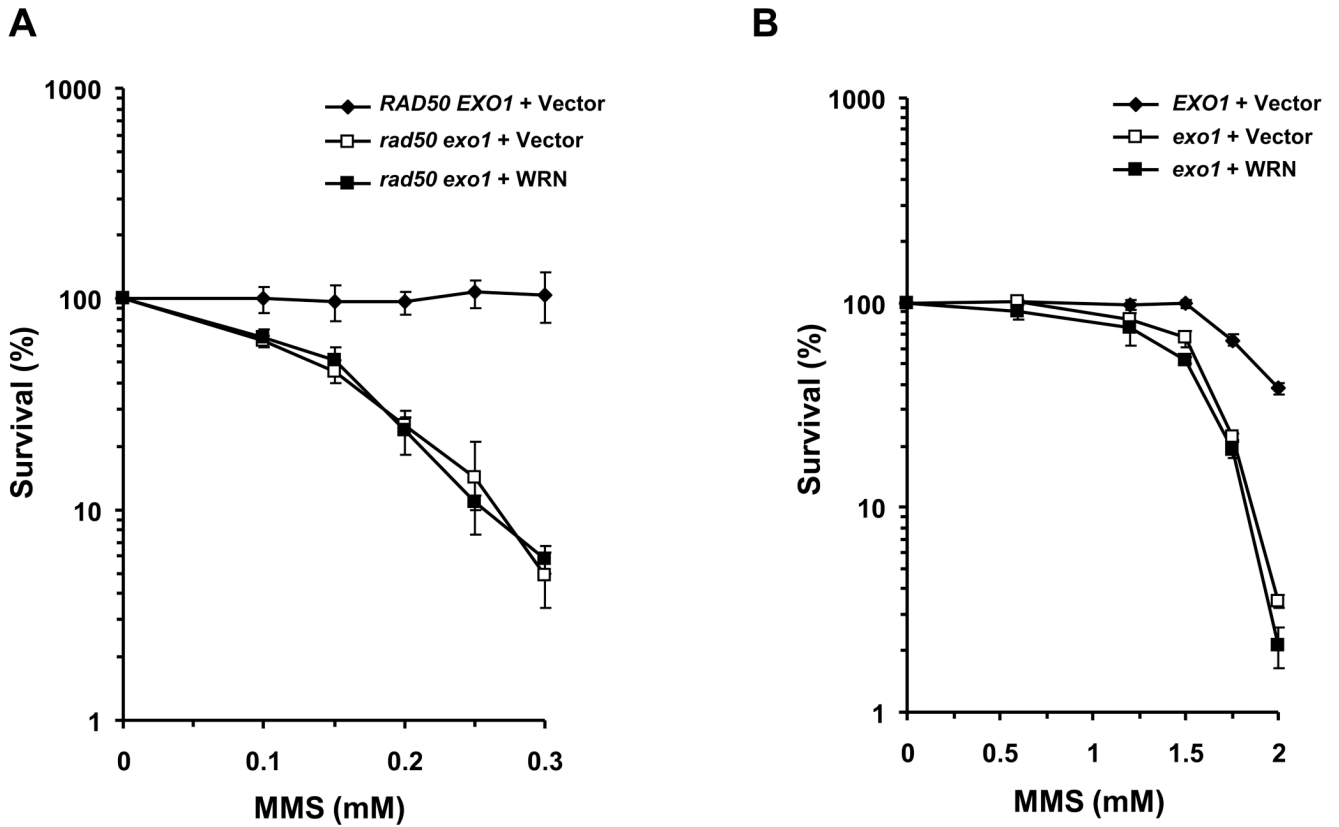 A
1000
100
10
1
Survival (%)
RAD50 EXO1 + Vector
rad50 exo1 + Vector
rad50 exo1 + WRN
0 0.1 0.2 0.3
MMS (mM)
B
1000
100
10
1
Survival (%)
EXO1 + Vector
exo1 + Vector
exo1 + WRN
0 0.5 1 1.5 2
MMS (mM)